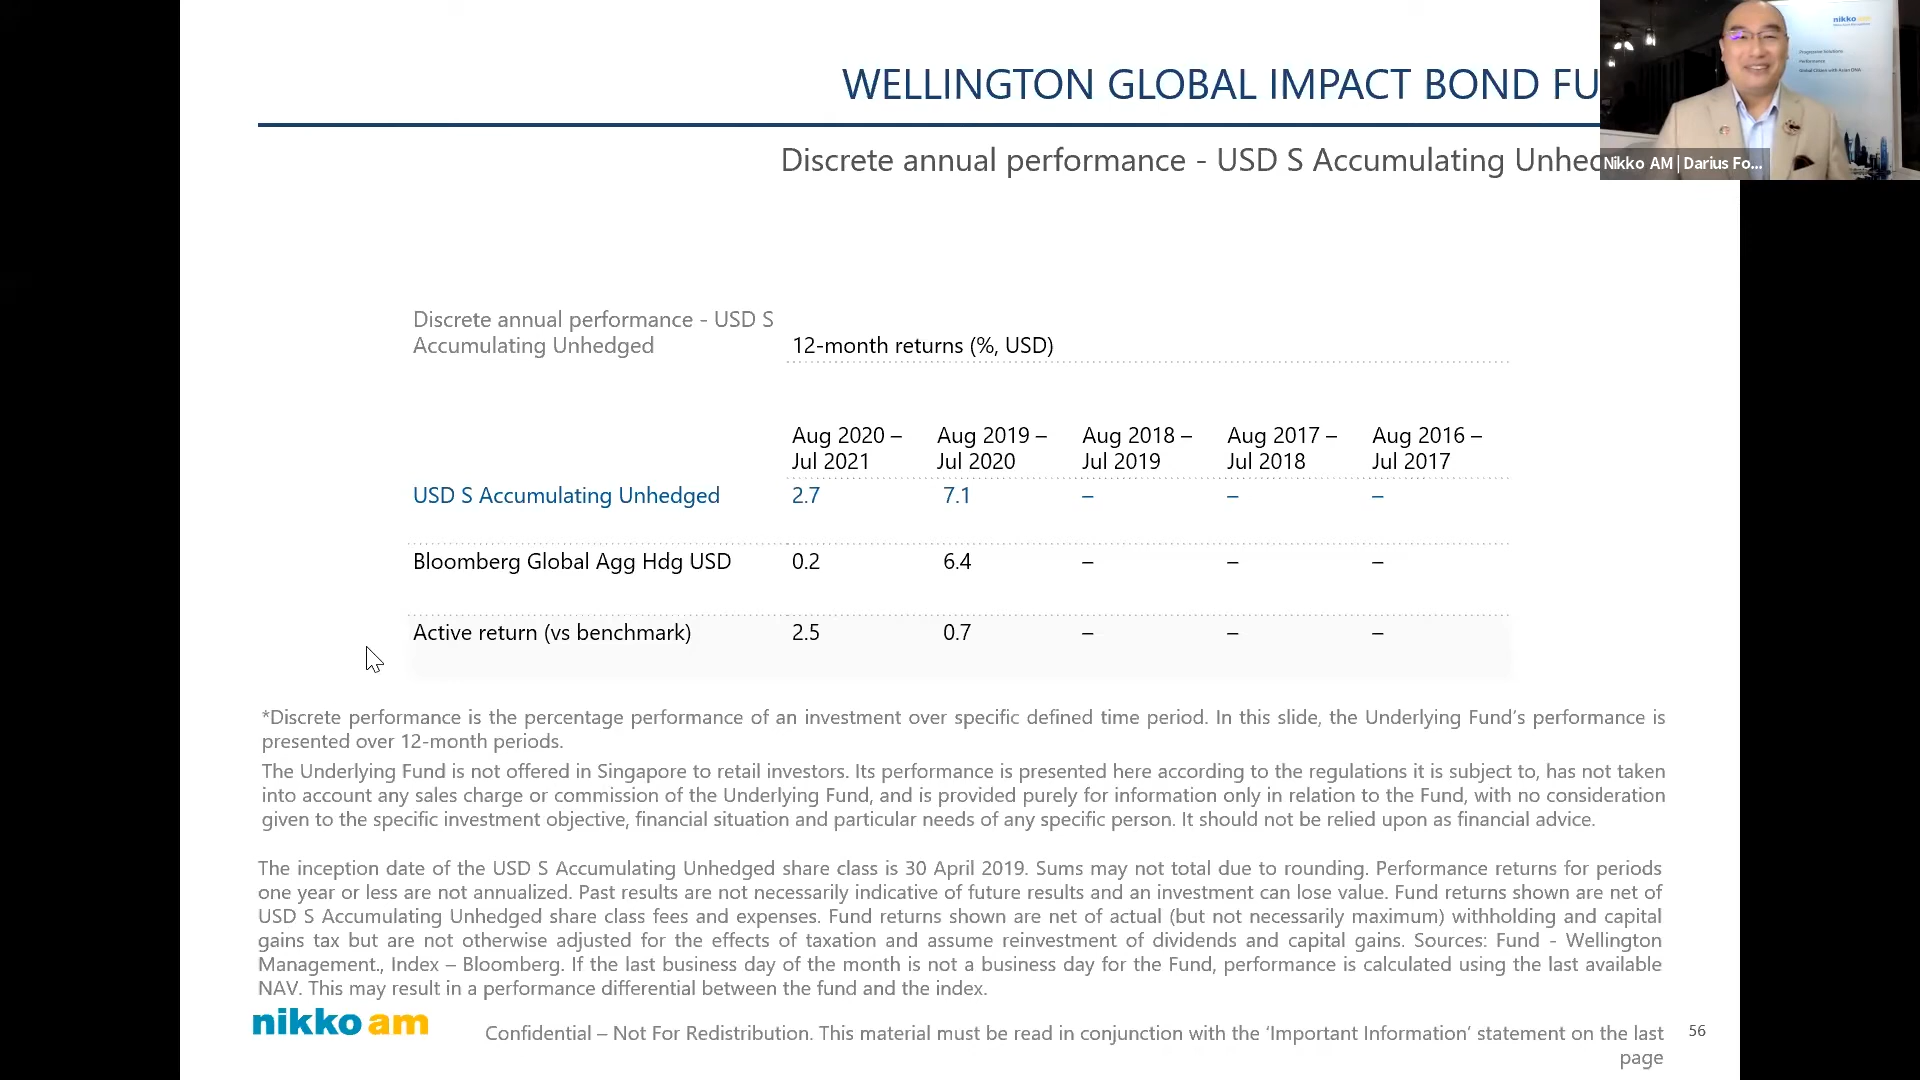 WELLINGTON GLOBAL IMPACT BOND FU
nikko am
Progressive Solutions
Performance
Global Citizen with Asian DNA
Discrete annual performance - USD S Accumulating Unhec
Nikko AM | Darius Fo...
Discrete annual performance - USD S
Accumulating Unhedged
12-month returns (%, USD)
Aug 2020 – Aug 2019 – Aug 2018 – Aug 2017 – Aug 2016 –
Jul 2021 Jul 2020 Jul 2019 Jul 2018 Jul 2017
USD S Accumulating Unhedged 2.7 7.1 – – –
Bloomberg Global Agg Hdg USD 0.2 6.4 – – –
Active return (vs benchmark) 2.5 0.7 – – –
*Discrete performance is the percentage performance of an investment over specific defined time period. In this slide, the Underlying Fund’s performance is
presented over 12-month periods.
The Underlying Fund is not offered in Singapore to retail investors. Its performance is presented here according to the regulations it is subject to, has not taken
into account any sales charge or commission of the Underlying Fund, and is provided purely for information only in relation to the Fund, with no consideration
given to the specific investment objective, financial situation and particular needs of any specific person. It should not be relied upon as financial advice.
The inception date of the USD S Accumulating Unhedged share class is 30 April 2019. Sums may not total due to rounding. Performance returns for periods
one year or less are not annualized. Past results are not necessarily indicative of future results and an investment can lose value. Fund returns shown are net of
USD S Accumulating Unhedged share class fees and expenses. Fund returns shown are net of actual (but not necessarily maximum) withholding and capital
gains tax but are not otherwise adjusted for the effects of taxation and assume reinvestment of dividends and capital gains. Sources: Fund - Wellington
Management., Index – Bloomberg. If the last business day of the month is not a business day for the Fund, performance is calculated using the last available
NAV. This may result in a performance differential between the fund and the index.
nikko am
Confidential – Not For Redistribution. This material must be read in conjunction with the ‘Important Information’ statement on the last
page
56